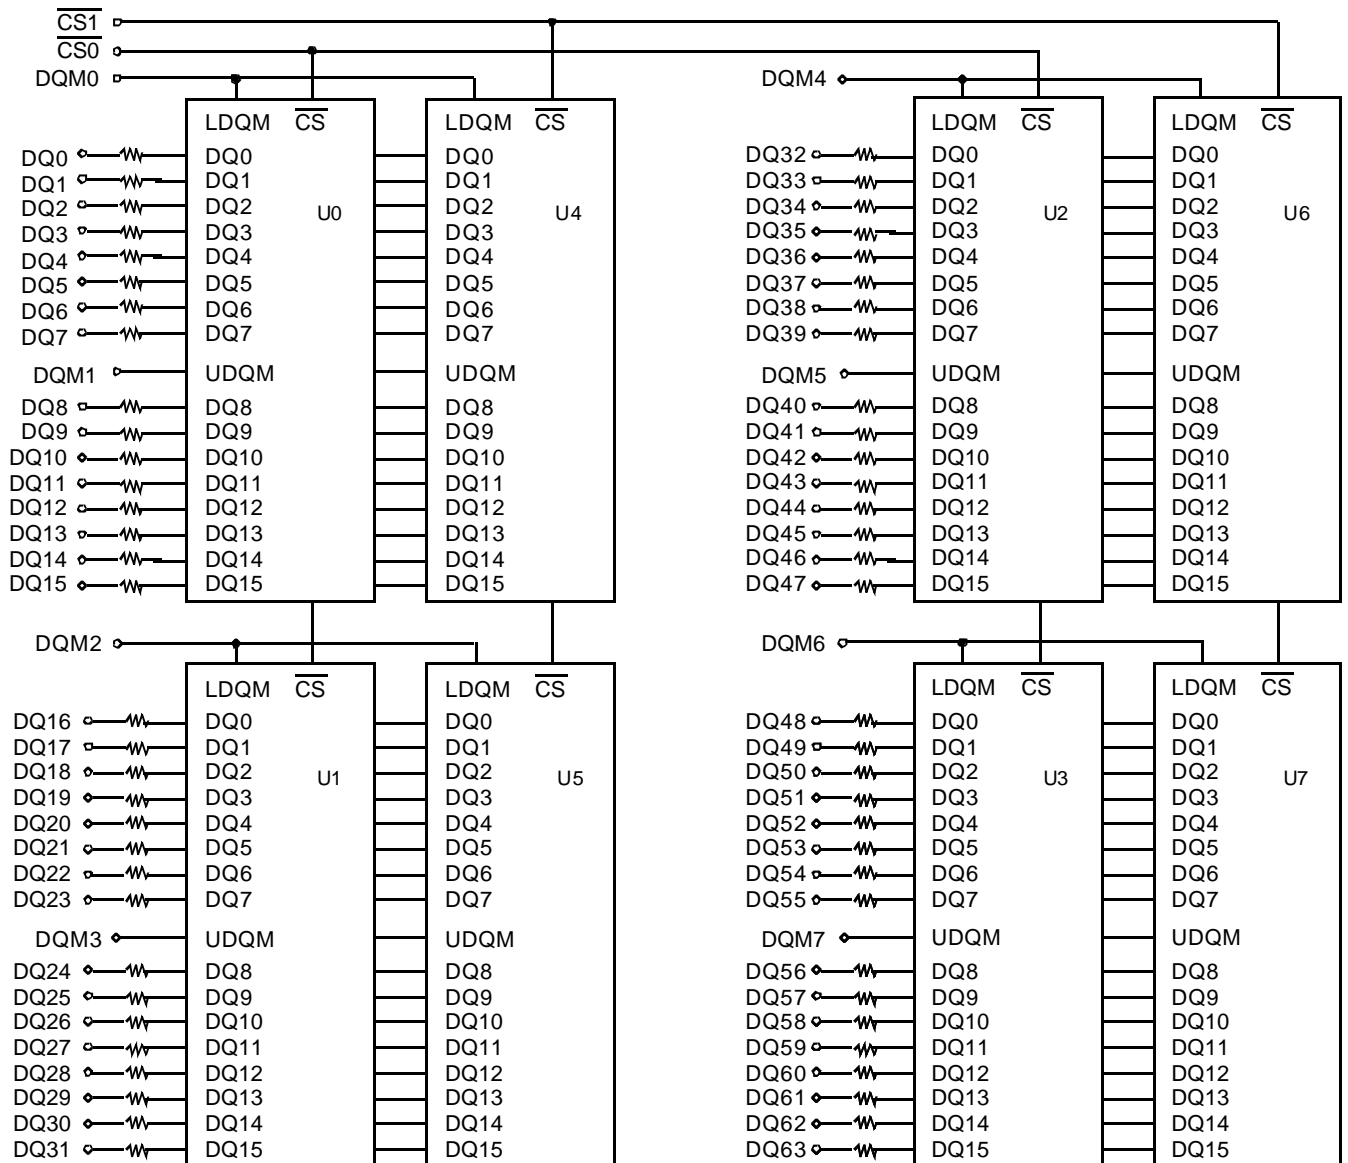 CS1
CS0
DQM0 DQM4
LDQM CS LDQM CS LDQM CS LDQM CS
DQ0 DQ0 DQ0 DQ32 DQ0 DQ0
DQ1 DQ1 DQ1 DQ33 DQ1 DQ1
DQ2 DQ2 U0 DQ2 U4 DQ34 DQ2 U2 DQ2 U6
DQ3 DQ3 DQ3 DQ35 DQ3 DQ3
DQ4 DQ4 DQ4 DQ36 DQ4 DQ4
DQ5 DQ5 DQ5 DQ37 DQ5 DQ5
DQ6 DQ6 DQ6 DQ38 DQ6 DQ6
DQ7 DQ7 DQ7 DQ39 DQ7 DQ7
DQM1 UDQM UDQM DQM5 UDQM UDQM
DQ8 DQ8 DQ8 DQ40 DQ8 DQ8
DQ9 DQ9 DQ9 DQ41 DQ9 DQ9
DQ10 DQ10 DQ10 DQ42 DQ10 DQ10
DQ11 DQ11 DQ11 DQ43 DQ11 DQ11
DQ12 DQ12 DQ12 DQ44 DQ12 DQ12
DQ13 DQ13 DQ13 DQ45 DQ13 DQ13
DQ14 DQ14 DQ14 DQ46 DQ14 DQ14
DQ15 DQ15 DQ15 DQ47 DQ15 DQ15
DQM2 DQM6
LDQM CS LDQM CS LDQM CS LDQM CS
DQ16 DQ0 DQ0 DQ48 DQ0 DQ0
DQ17 DQ1 DQ1 DQ49 DQ1 DQ1
DQ18 DQ2 U1 DQ2 U5 DQ50 DQ2 U3 DQ2 U7
DQ19 DQ3 DQ3 DQ51 DQ3 DQ3
DQ20 DQ4 DQ4 DQ52 DQ4 DQ4
DQ21 DQ5 DQ5 DQ53 DQ5 DQ5
DQ22 DQ6 DQ6 DQ54 DQ6 DQ6
DQ23 DQ7 DQ7 DQ55 DQ7 DQ7
DQM3 UDQM UDQM DQM7 UDQM UDQM
DQ24 DQ8 DQ8 DQ56 DQ8 DQ8
DQ25 DQ9 DQ9 DQ57 DQ9 DQ9
DQ26 DQ10 DQ10 DQ58 DQ10 DQ10
DQ27 DQ11 DQ11 DQ59 DQ11 DQ11
DQ28 DQ12 DQ12 DQ60 DQ12 DQ12
DQ29 DQ13 DQ13 DQ61 DQ13 DQ13
DQ30 DQ14 DQ14 DQ62 DQ14 DQ14
DQ31 DQ15 DQ15 DQ63 DQ15 DQ15